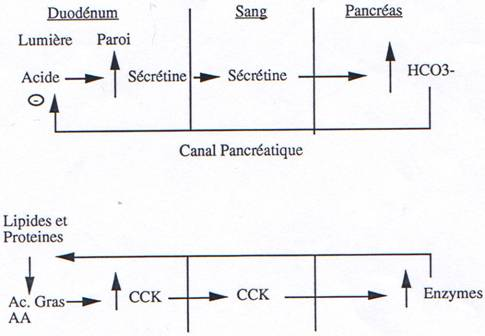 Duodénum Sang Pancréas
Lumière Paroi
Acide Sécrétine Sécrétine HCO3-
-
Canal Pancréatique
Lipides et
Proteines
Ac. Gras CCK CCK Enzymes
AA